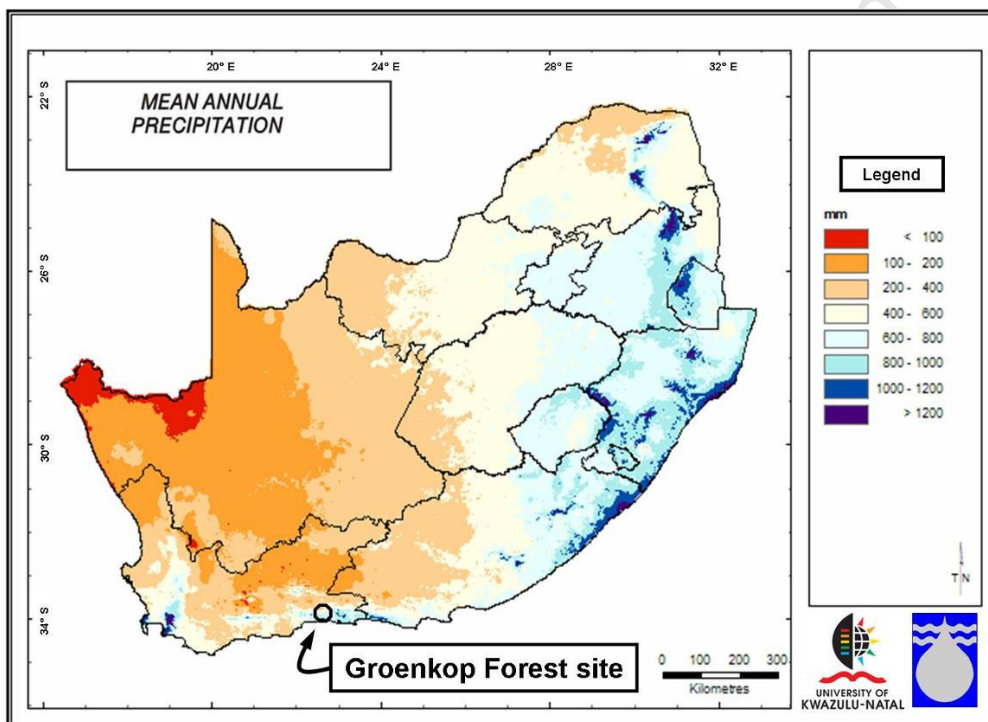 20° E
24° E
28° E
32° E
22° S
26° S
30° S
34° S
MEAN ANNUAL
PRECIPITATION
Legend
mm
< 100
100 - 200
200 - 400
400 - 600
600 - 800
800 - 1000
1000 - 1200
> 1200
T N
Groenkop Forest site
0 100 200 300
Kilometres
UNIVERSITY OF
KWAZULU-NATAL